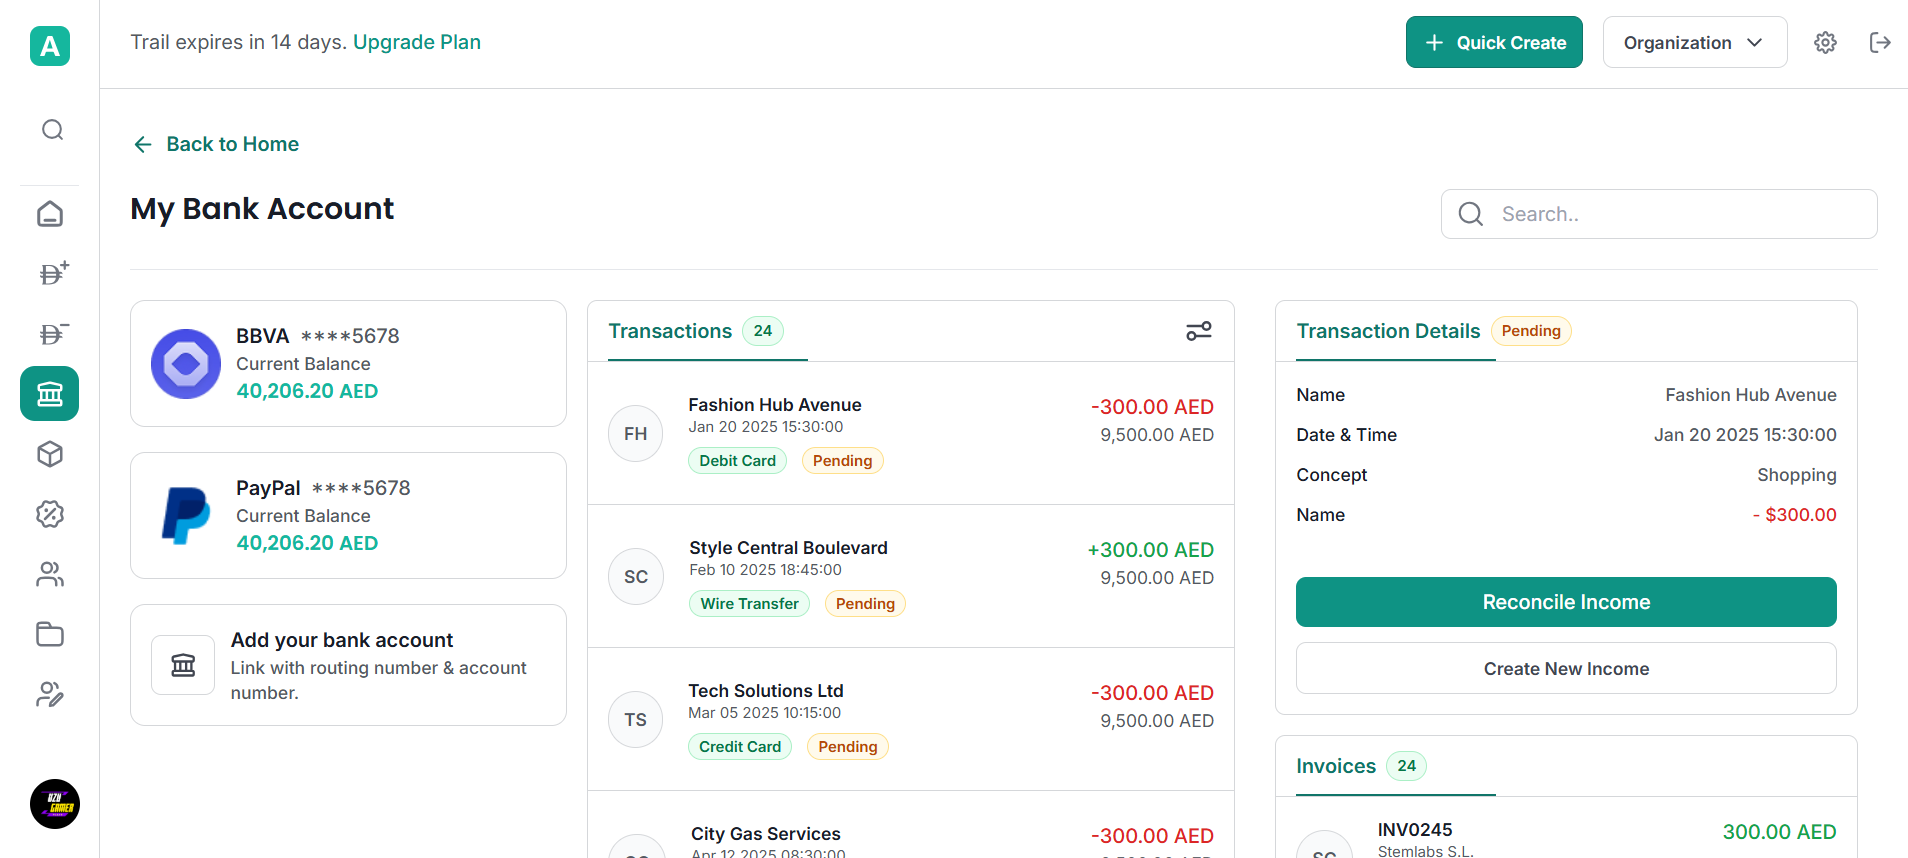 A
Trail expires in 14 days. Upgrade Plan
Quick Create
Organization
Back to Home
My Bank Account
Search..
BBVA ****5678
Current Balance
40,206.20 AED
PayPal ****5678
Current Balance
40,206.20 AED
Add your bank account
Link with routing number & account
number.
Transactions 24
FH
Fashion Hub Avenue
Jan 20 2025 15:30:00
Debit Card Pending
-300.00 AED
9,500.00 AED
SC
Style Central Boulevard
Feb 10 2025 18:45:00
Wire Transfer Pending
+300.00 AED
9,500.00 AED
TS
Tech Solutions Ltd
Mar 05 2025 10:15:00
Credit Card Pending
-300.00 AED
9,500.00 AED
City Gas Services
Apr 12 2025 08:30:00
-300.00 AED
Transaction Details Pending
Name Fashion Hub Avenue
Date & Time Jan 20 2025 15:30:00
Concept Shopping
Name - $300.00
Reconcile Income
Create New Income
Invoices 24
INV0245
Stemlabs S.L.
300.00 AED